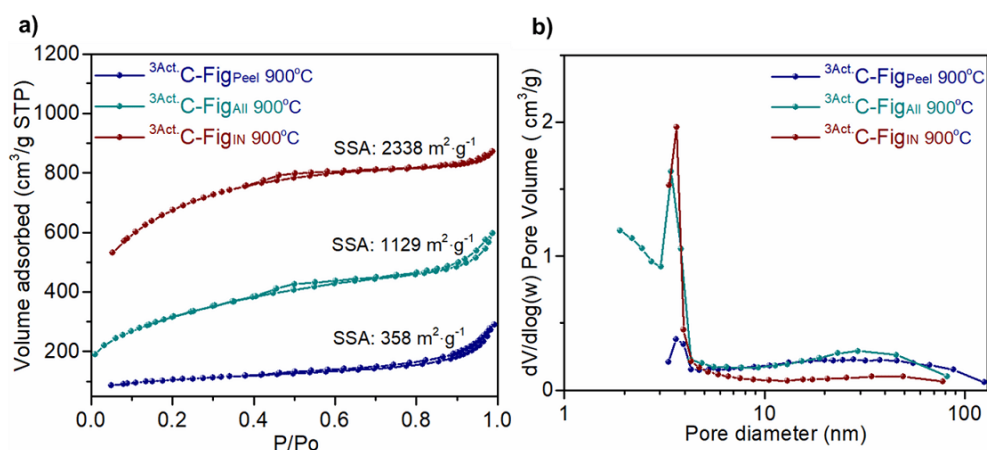 a)
1200
1000
800
600
400
200
Volume adsorbed (cm³/g STP)
³ᴬᶜᵗ·C-FigPeel 900°C
³ᴬᶜᵗ·C-FigAll 900°C
³ᴬᶜᵗ·C-FigIN 900°C
SSA: 2338 m²·g⁻¹
SSA: 1129 m²·g⁻¹
SSA: 358 m²·g⁻¹
0.0 0.2 0.4 0.6 0.8 1.0
P/Po
b)
2
1
0
dV/dlog(w) Pore Volume ( cm³/g)
³ᴬᶜᵗ·C-FigPeel 900°C
³ᴬᶜᵗ·C-FigAll 900°C
³ᴬᶜᵗ·C-FigIN 900°C
1 10 100
Pore diameter (nm)